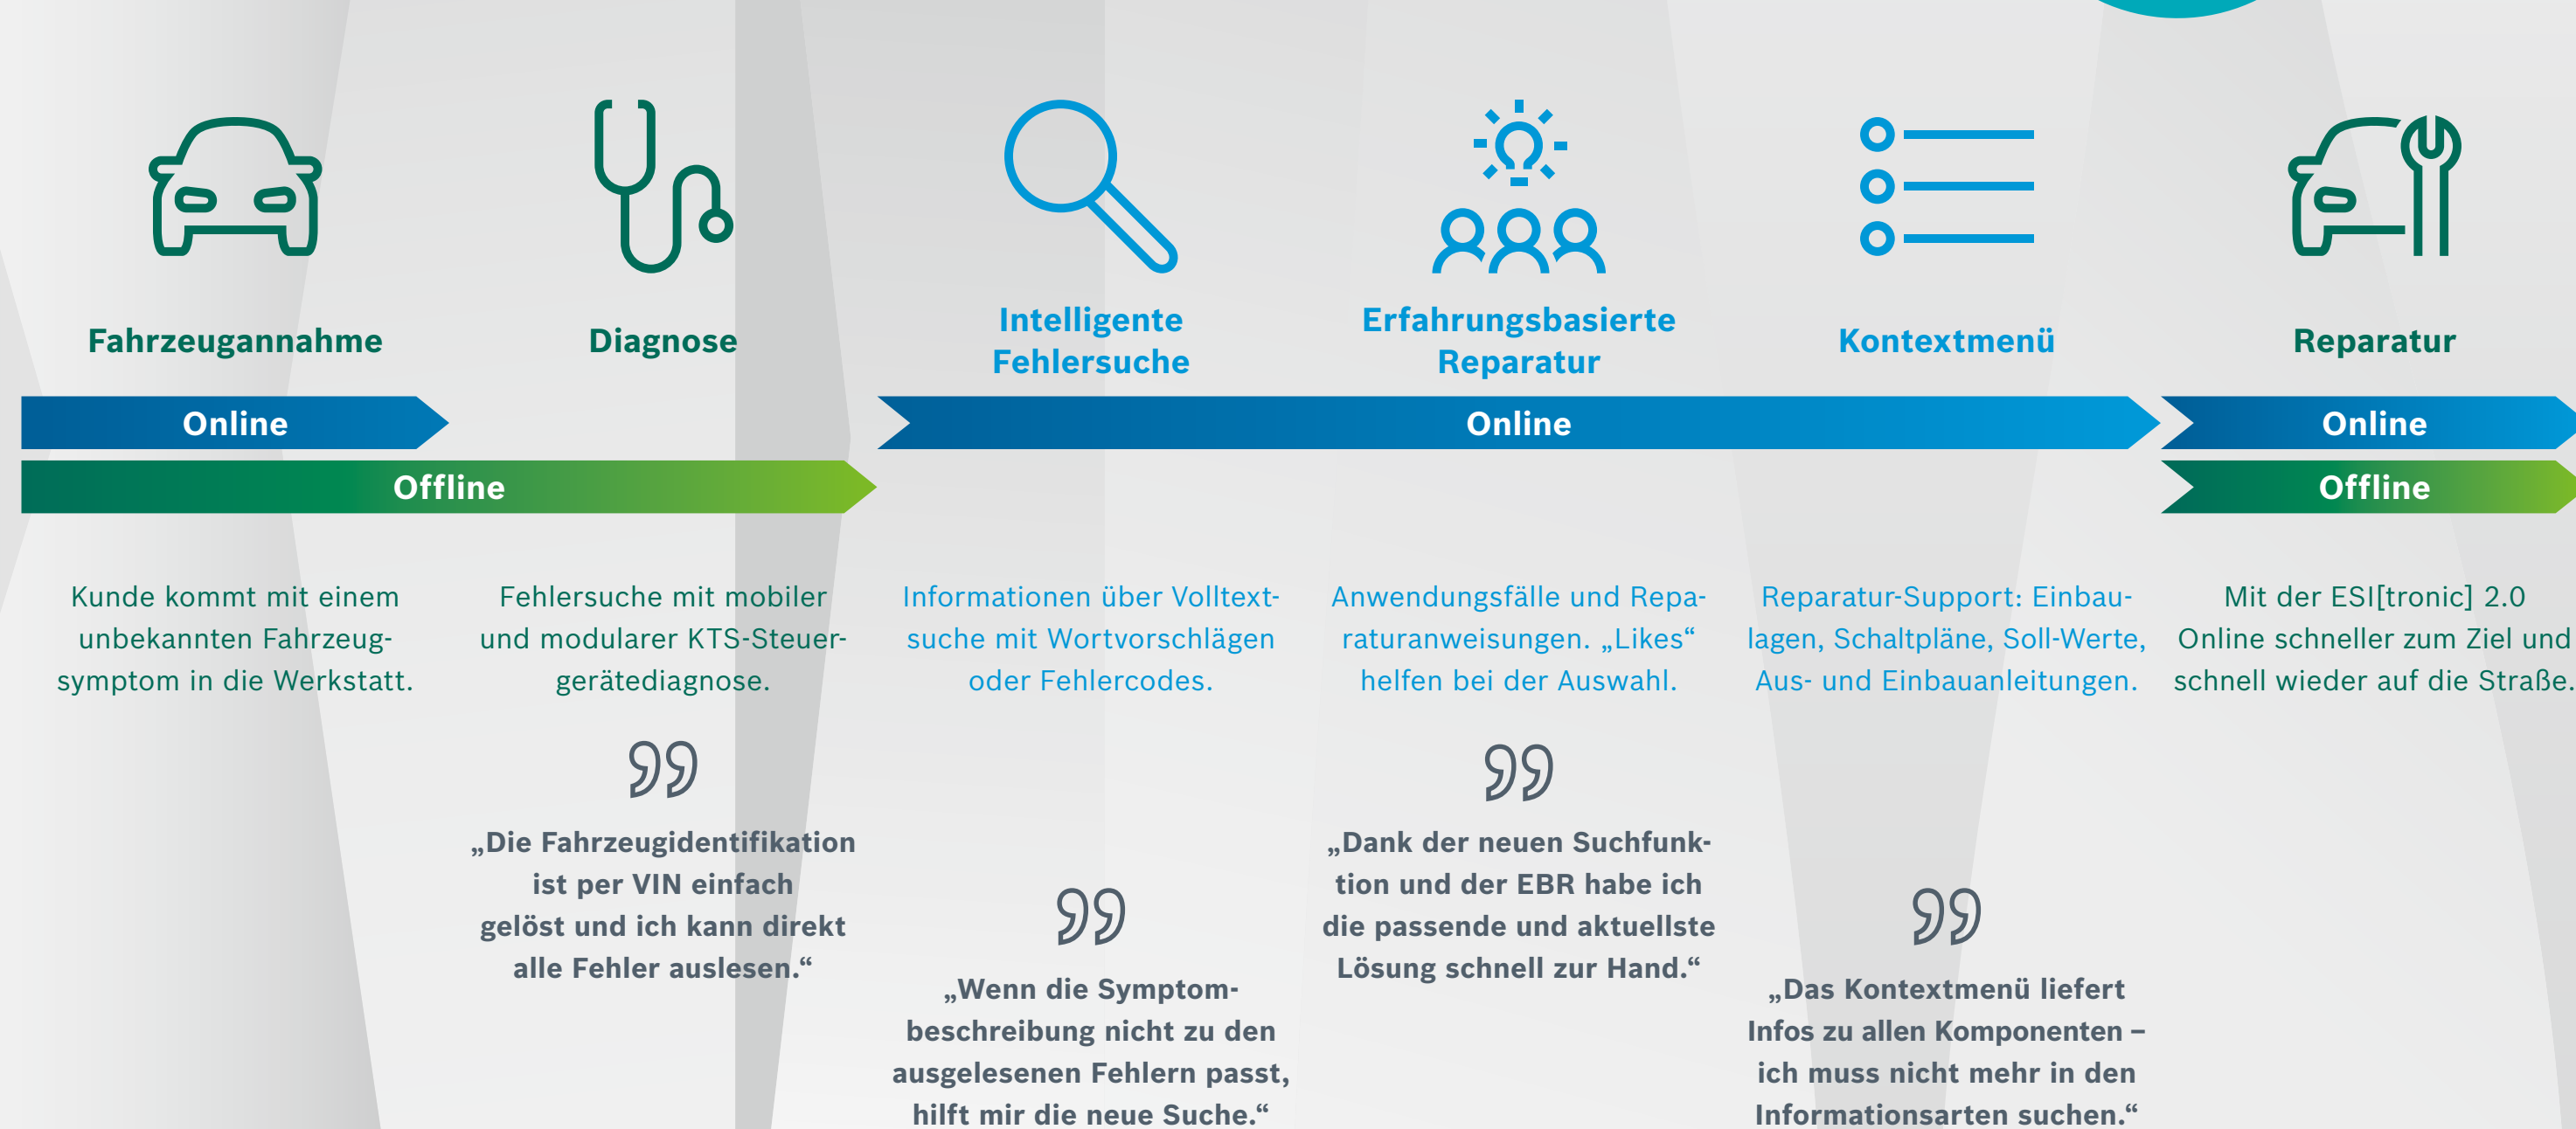 Fahrzeugannahme
Diagnose
Intelligente
Fehlersuche
Erfahrungsbasierte
Reparatur
Kontextmenü
Reparatur
Online
Online
Online
Offline
Offline
Kunde kommt mit einem
unbekannten Fahrzeug-
symptom in die Werkstatt.
Fehlersuche mit mobiler
und modularer KTS-Steuer-
gerätediagnose.
Informationen über Volltext-
suche mit Wortvorschlägen
oder Fehlercodes.
Anwendungsfälle und Repa-
raturanweisungen. „Likes“
helfen bei der Auswahl.
Reparatur-Support: Einbau-
lagen, Schaltpläne, Soll-Werte,
Aus- und Einbauanleitungen.
Mit der ESI[tronic] 2.0
Online schneller zum Ziel und
schnell wieder auf die Straße.
„Die Fahrzeugidentifikation
ist per VIN einfach
gelöst und ich kann direkt
alle Fehler auslesen.“
„Wenn die Symptom-
beschreibung nicht zu den
ausgelesenen Fehlern passt,
hilft mir die neue Suche.“
„Dank der neuen Suchfunk-
tion und der EBR habe ich
die passende und aktuellste
Lösung schnell zur Hand.“
„Das Kontextmenü liefert
Infos zu allen Komponenten –
ich muss nicht mehr in den
Informationsarten suchen.“